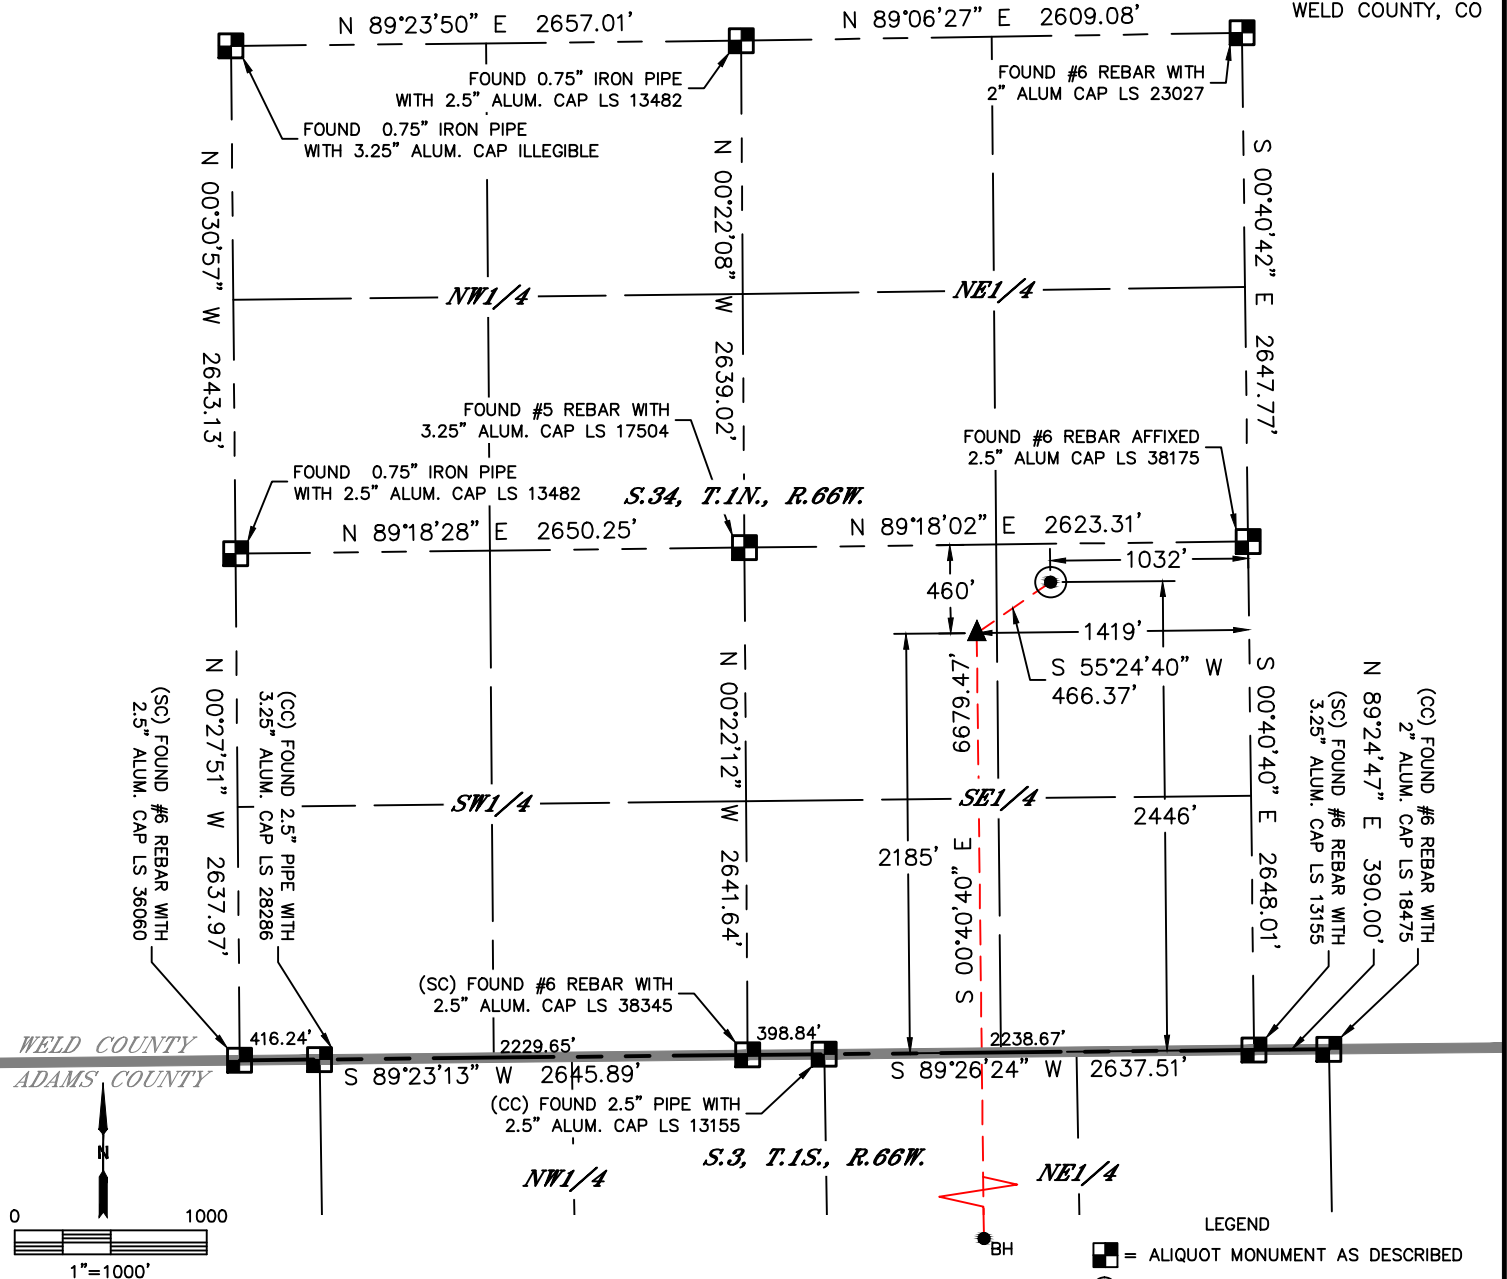 WELD COUNTY, CO
N 89°23'50" E 2657.01'
N 89°06'27" E 2609.08'
FOUND 0.75" IRON PIPE
WITH 2.5" ALUM. CAP LS 13482
FOUND #6 REBAR WITH
2" ALUM CAP LS 23027
FOUND 0.75" IRON PIPE
WITH 3.25" ALUM. CAP ILLEGIBLE
N 00°30'57" W 2643.13'
N 00°22'08" W 2639.02'
S 00°40'42" E 2647.77'
NW1/4
NE1/4
FOUND #5 REBAR WITH
3.25" ALUM. CAP LS 17504
FOUND #6 REBAR AFFIXED
2.5" ALUM CAP LS 38175
FOUND 0.75" IRON PIPE
WITH 2.5" ALUM. CAP LS 13482
S.34, T.1N., R.66W.
N 89°18'28" E 2650.25'
N 89°18'02" E 2623.31'
1032'
460'
1419'
S 55°24'40" W
466.37'
N 00°27'51" W 2637.97'
N 00°22'12" W 2641.64'
S 00°40'40" E 6679.47'
S 00°40'40" E 2648.01'
(SC) FOUND #6 REBAR WITH
2.5" ALUM. CAP LS 36060
(CC) FOUND 2.5" PIPE WITH
3.25" ALUM. CAP LS 28286
(SC) FOUND #6 REBAR WITH
3.25" ALUM. CAP LS 13155
N 89°24'47" E 390.00'
(CC) FOUND #6 REBAR WITH
2" ALUM. CAP LS 18475
SW1/4
SE1/4
2446'
2185'
(SC) FOUND #6 REBAR WITH
2.5" ALUM. CAP LS 38345
416.24'
2229.65'
398.84'
2238.67'
WELD COUNTY
ADAMS COUNTY
S 89°23'13" W 2645.89'
S 89°26'24" W 2637.51'
(CC) FOUND 2.5" PIPE WITH
2.5" ALUM. CAP LS 13155
S.3, T.1S., R.66W.
NW1/4
NE1/4
N
0 1000
1"=1000'
BH
LEGEND
= ALIQUOT MONUMENT AS DESCRIBED